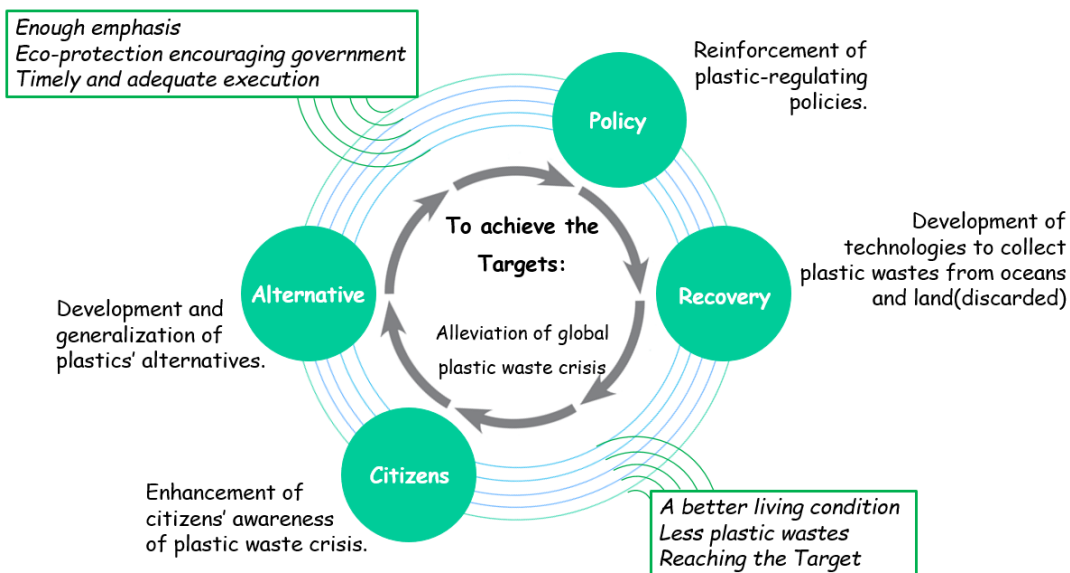 Enough emphasis
Eco-protection encouraging government
Timely and adequate execution
Policy
Reinforcement of
plastic-regulating
policies.
To achieve the
Targets:
Alleviation of global
plastic waste crisis
Recovery
Development of
technologies to collect
plastic wastes from oceans
and land(discarded)
Alternative
Development and
generalization of
plastics’ alternatives.
Citizens
Enhancement of
citizens’ awareness
of plastic waste crisis.
A better living condition
Less plastic wastes
Reaching the Target